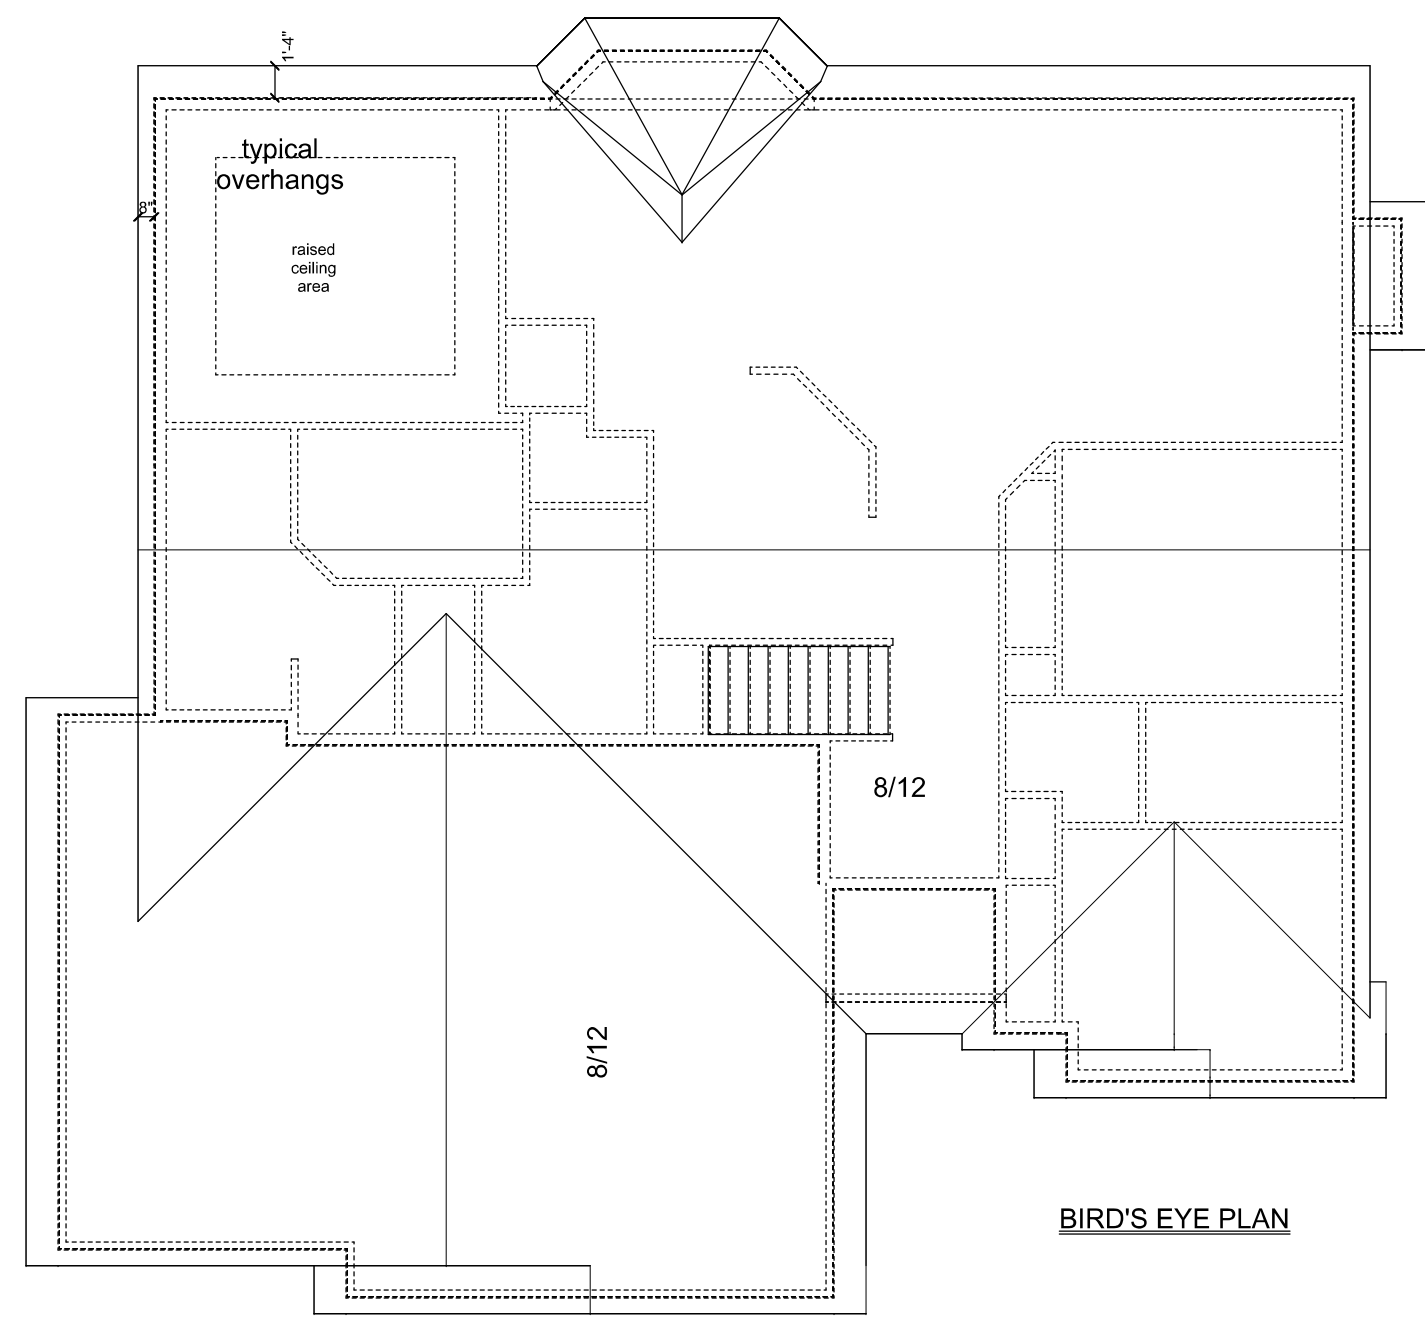 1'-4"
typical
overhangs
8"
raised
ceiling
area
8/12
8/12
BIRD'S EYE PLAN